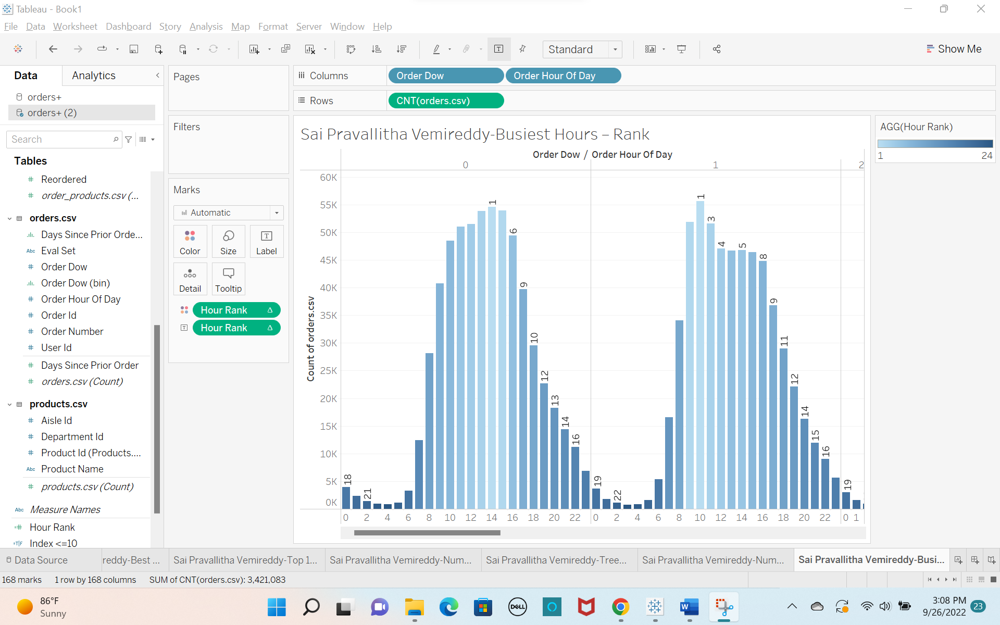 Tableau - Book1
File Data Worksheet Dashboard Story Analysis Map Format Server Window Help
Standard
Show Me
Data
Analytics
orders+
orders+ (2)
Search
Tables
Reordered
order_products.csv (...
orders.csv
Days Since Prior Orde...
Abc Eval Set
Order Dow
Order Dow (bin)
Order Hour Of Day
Order Id
Order Number
User Id
Days Since Prior Order
orders.csv (Count)
products.csv
Aisle Id
Department Id
Product Id (Products....
Abc Product Name
products.csv (Count)
Abc Measure Names
Hour Rank
=T|F Index <=10
Pages
Filters
Marks
Automatic
Color
Size
Label
Detail
Tooltip
Hour Rank Δ
Hour Rank Δ
Columns
Order Dow
Order Hour Of Day
Rows
CNT(orders.csv)
Sai Pravallitha Vemireddy-Busiest Hours – Rank
Order Dow / Order Hour Of Day
0 1 2
60K
55K
50K
45K
40K
35K
30K
25K
20K
15K
10K
5K
0K
Count of orders.csv
18 21 1 6 9 10 12 13 14 16
19 22 1 3 4 5 8 9 11 12 14 15 16
19
0 2 4 6 8 10 12 14 16 18 20 22 0 2 4 6 8 10 12 14 16 18 20 22 0 1
AGG(Hour Rank)
1 24
Data Source
reddy-Best ...
Sai Pravallitha Vemireddy-Top 1...
Sai Pravallitha Vemireddy-Num...
Sai Pravallitha Vemireddy-Tree...
Sai Pravallitha Vemireddy-Num...
Sai Pravallitha Vemireddy-Busi...
168 marks 1 row by 168 columns SUM of CNT(orders.csv): 3,421,083
86°F
Sunny
DELL
3:08 PM
9/26/2022
23